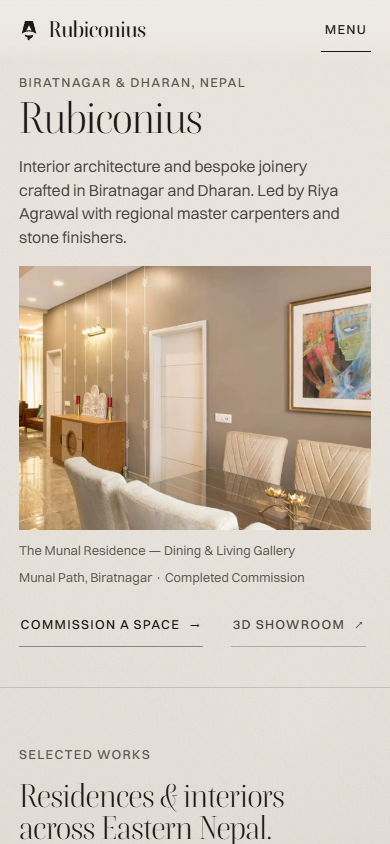 Rubiconius
MENU
BIRATNAGAR & DHARAN, NEPAL
Rubiconius
Interior architecture and bespoke joinery
crafted in Biratnagar and Dharan. Led by Riya
Agrawal with regional master carpenters and
stone finishers.
The Munal Residence — Dining & Living Gallery
Munal Path, Biratnagar · Completed Commission
COMMISSION A SPACE →
3D SHOWROOM ↗
SELECTED WORKS
Residences & interiors
across Eastern Nepal.